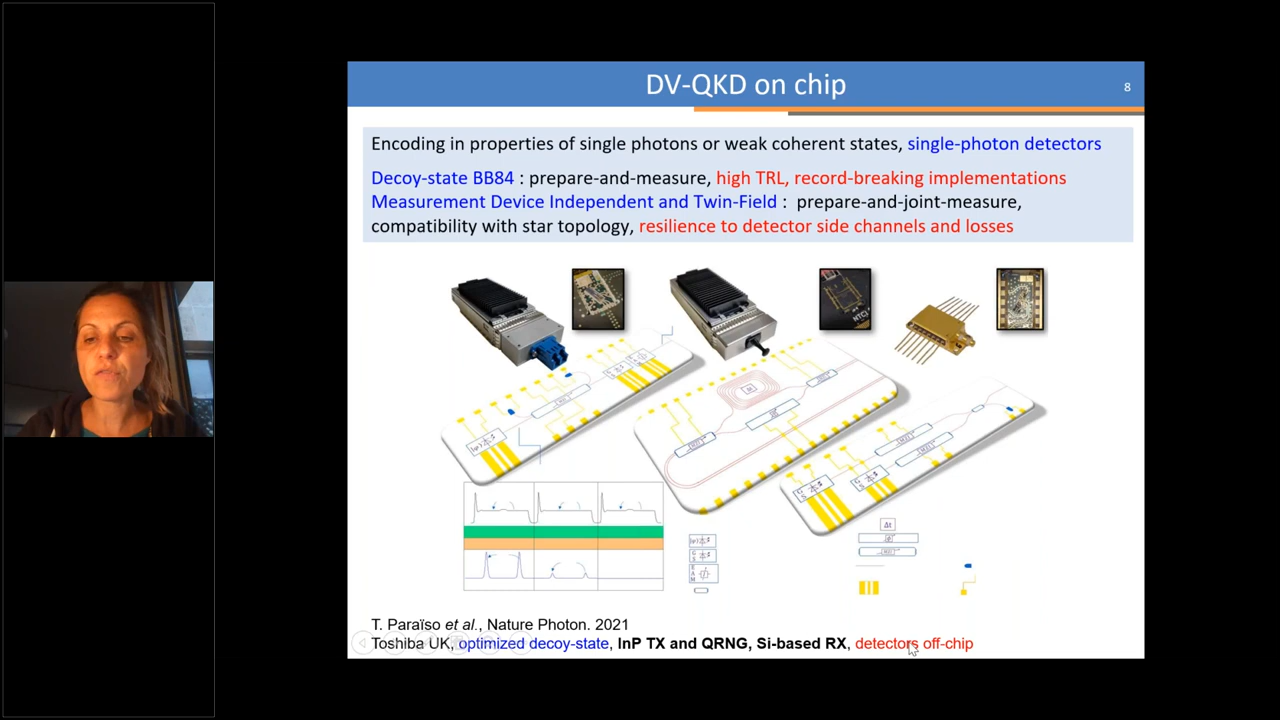 DV-QKD on chip
8
Encoding in properties of single photons or weak coherent states, single-photon detectors
Decoy-state BB84 : prepare-and-measure, high TRL, record-breaking implementations
Measurement Device Independent and Twin-Field : prepare-and-joint-measure,
compatibility with star topology, resilience to detector side channels and losses
Δt
T. Paraïso et al., Nature Photon. 2021
Toshiba UK, optimized decoy-state, InP TX and QRNG, Si-based RX, detectors off-chip